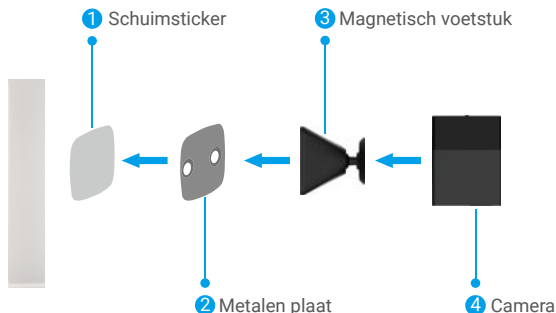 1 Schuimsticker
3 Magnetisch voetstuk
2 Metalen plaat
4 Camera